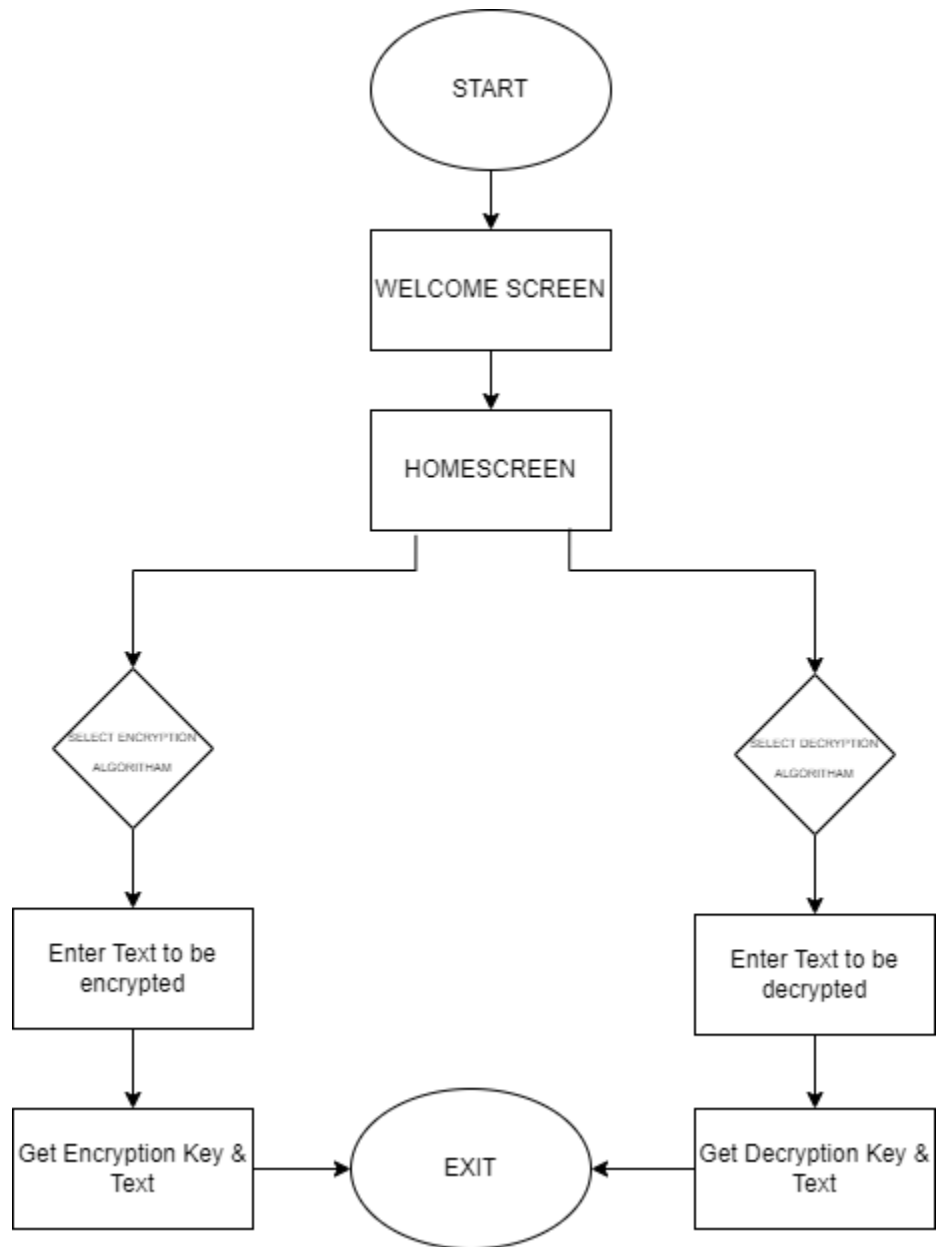 START
WELCOME SCREEN
HOMESCREEN
SELECT ENCRYPTION
ALGORITHAM
SELECT DECRYPTION
ALGORITHAM
Enter Text to be
encrypted
Enter Text to be
decrypted
Get Encryption Key &
Text
EXIT
Get Decryption Key &
Text